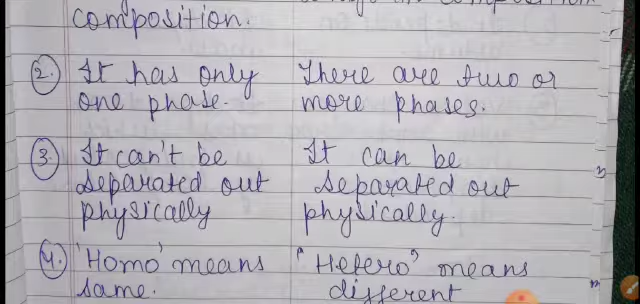 composition.
2. It has only There are two or
one phase. more phases.
3. It can't be It can be
separated out separated out
physically physically.
4. 'Homo' means "Hetero" means
same. different